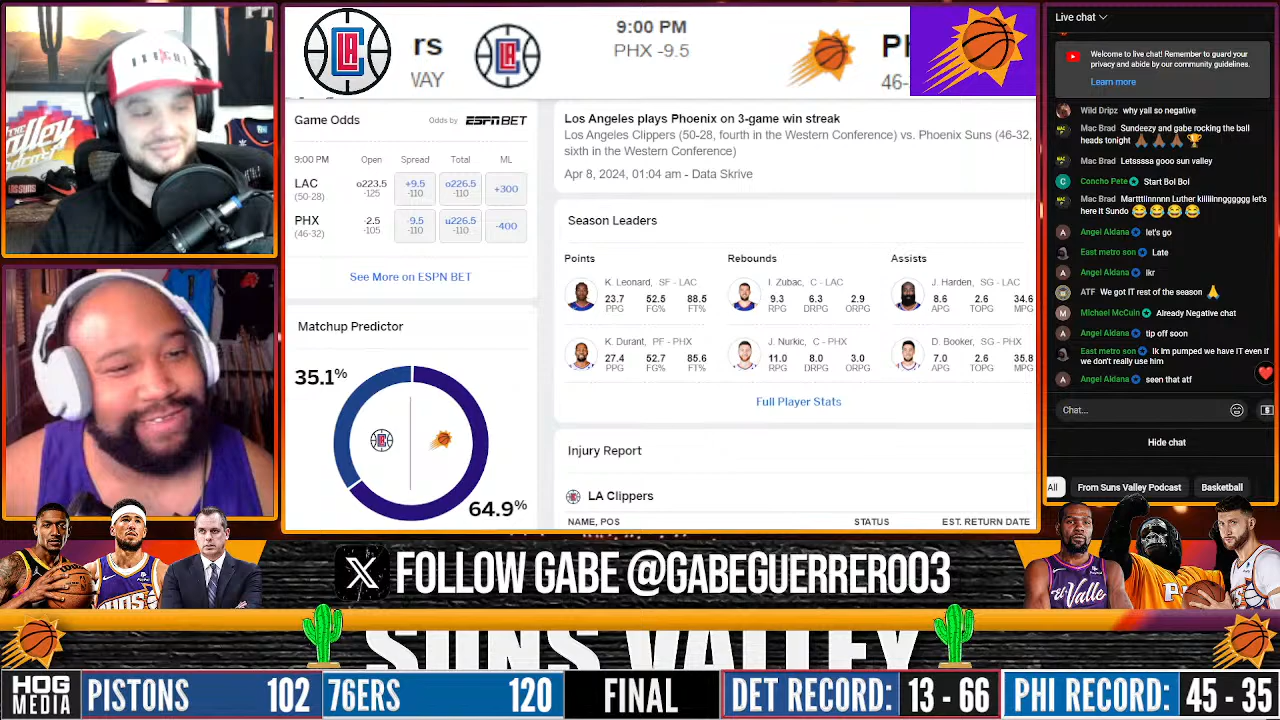 rs
WAY
9:00 PM
PHX -9.5
46-
Game Odds
Odds by ESPN BET
9:00 PM Open Spread Total ML
LAC o223.5 +9.5 o226.5 +300
(50-28) -125 -110 -110
PHX -2.5 -9.5 u226.5 -400
(46-32) -105 -110 -110
See More on ESPN BET
Matchup Predictor
35.1%
64.9%
Los Angeles plays Phoenix on 3-game win streak
Los Angeles Clippers (50-28, fourth in the Western Conference) vs. Phoenix Suns (46-32,
sixth in the Western Conference)
Apr 8, 2024, 01:04 am - Data Skrive
Season Leaders
Points Rebounds Assists
K. Leonard, SF - LAC I. Zubac, C - LAC J. Harden, SG - LAC
23.7 52.5 88.5 9.3 6.3 2.9 8.6 2.6 34.6
PPG FG% FT% RPG DRPG ORPG APG TOPG MPG
K. Durant, PF - PHX J. Nurkic, C - PHX D. Booker, SG - PHX
27.4 52.7 85.6 11.0 8.0 3.0 7.0 2.6 35.8
PPG FG% FT% RPG DRPG ORPG APG TOPG MPG
Full Player Stats
Injury Report
LA Clippers
NAME, POS STATUS EST. RETURN DATE
Live chat
Welcome to live chat! Remember to guard your
privacy and abide by our community guidelines.
Learn more
Wild Dripz why yall so negative
Mac Brad Sundeezy and gabe rocking the ball
heads tonight
Mac Brad Letssssa gooo sun valley
Concho Pete Start Bol Bol
Mac Brad
here it Sundo 😂😂😂😂
Angel Aldana let's go
East metro son Late
Angel Aldana Ikr
ATF We got IT rest of the season 🙏
Michael McCuin Already Negative chat
Angel Aldana tip off soon
East metro son Ik Im pumped we have IT even if
we don't really use him
Angel Aldana seen that atf
Chat...
Hide chat
All From Suns Valley Podcast Basketball
X FOLLOW GABE @GABEGUERRERO03
SUNS VALLEY
HOG
MEDIA
PISTONS 102 76ERS 120 FINAL DET RECORD: 13 - 66 PHI RECORD: 45 - 35